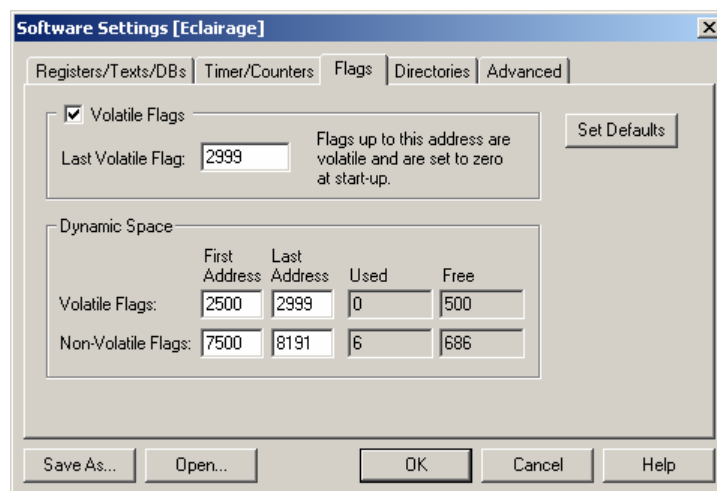 Software Settings [Eclairage]
Registers/Texts/DBs Timer/Counters Flags Directories Advanced
Volatile Flags
Last Volatile Flag: 2999
Flags up to this address are
volatile and are set to zero
at start-up.
Set Defaults
Dynamic Space
First Last
Address Address Used Free
Volatile Flags: 2500 2999 0 500
Non-Volatile Flags: 7500 8191 6 686
Save As... Open... OK Cancel Help